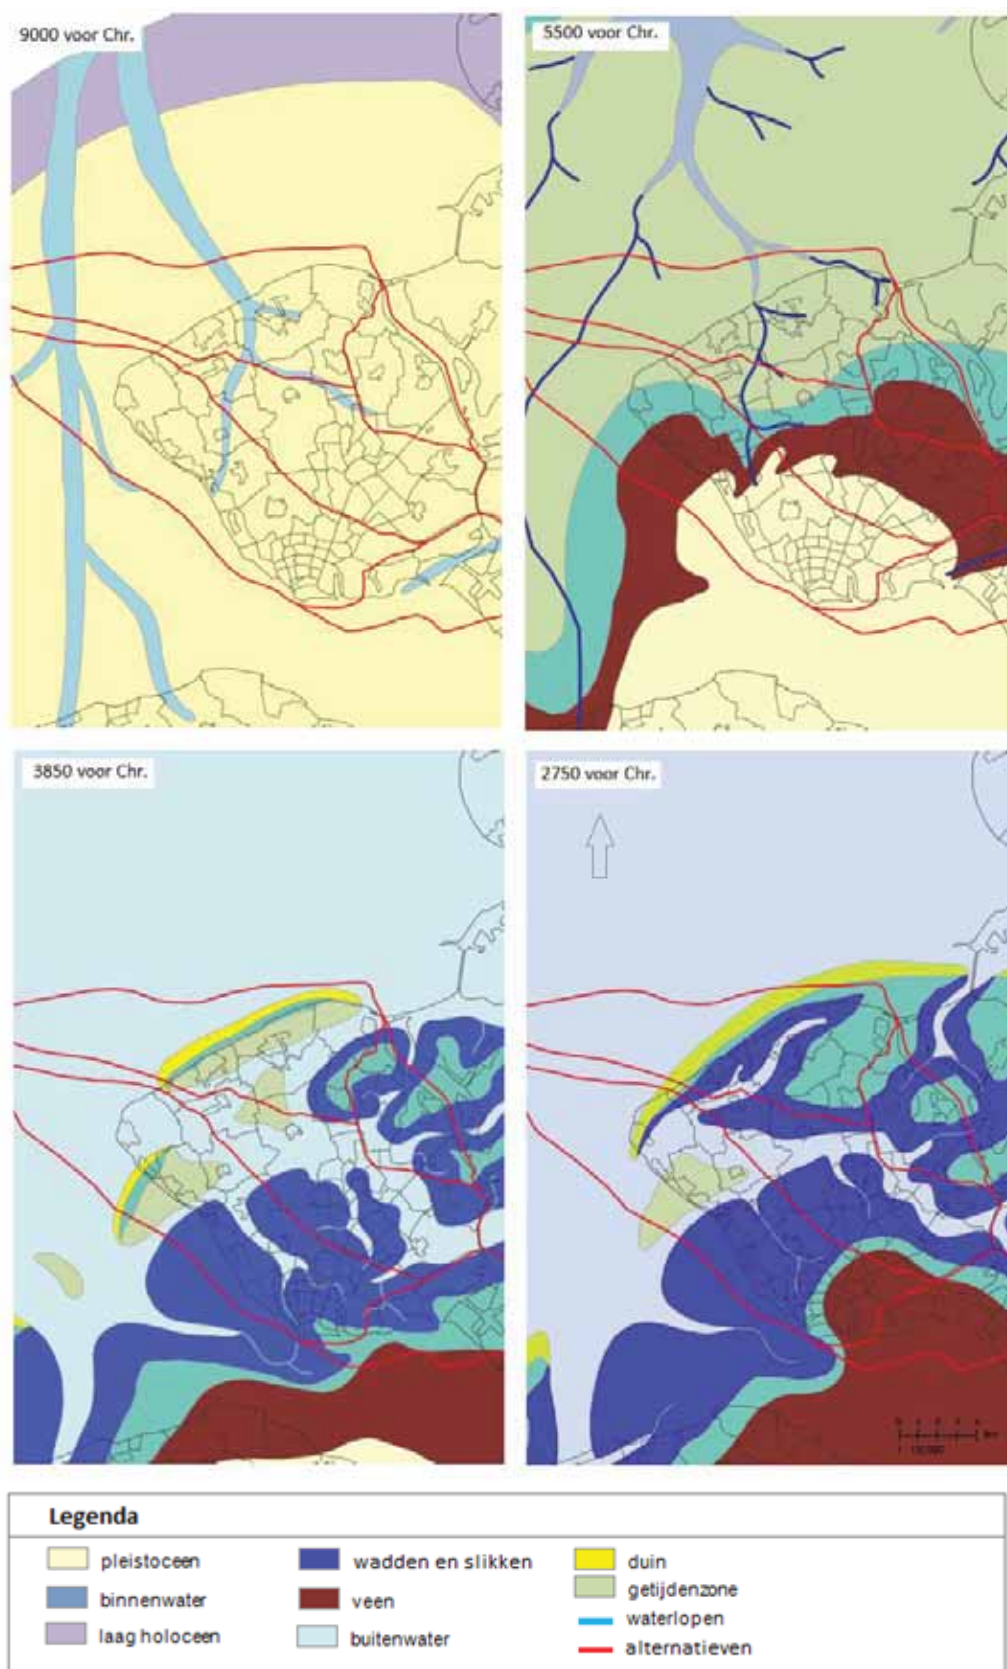 9000 voor Chr.
5500 voor Chr.
3850 voor Chr.
2750 voor Chr.
Legenda
pleistoceen
binnenwater
laag holoceen
wadden en slikken
veen
buitenwater
duin
getijdenzone
waterlopen
alternatieven